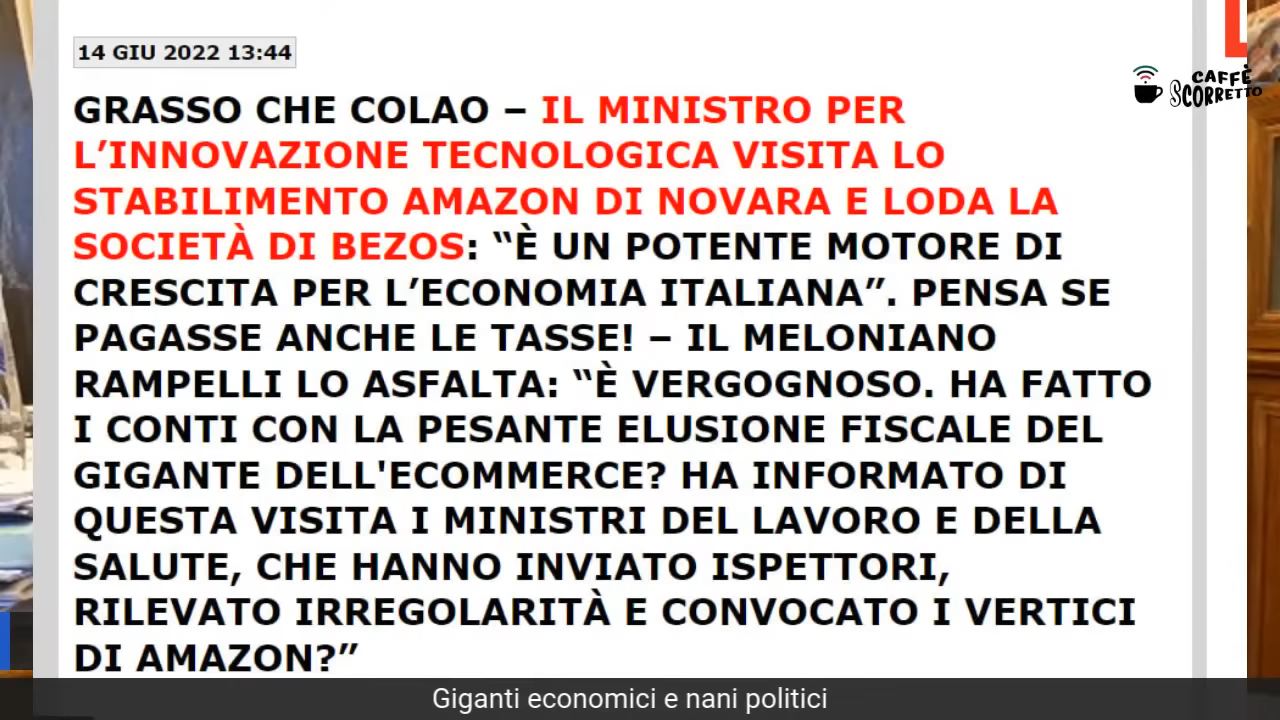 14 GIU 2022 13:44
CAFFÈ
SCORRETTO
GRASSO CHE COLAO – IL MINISTRO PER
L’INNOVAZIONE TECNOLOGICA VISITA LO
STABILIMENTO AMAZON DI NOVARA E LODA LA
SOCIETÀ DI BEZOS: “È UN POTENTE MOTORE DI
CRESCITA PER L’ECONOMIA ITALIANA”. PENSA SE
PAGASSE ANCHE LE TASSE! – IL MELONIANO
RAMPELLI LO ASFALTA: “È VERGOGNOSO. HA FATTO
I CONTI CON LA PESANTE ELUSIONE FISCALE DEL
GIGANTE DELL'ECOMMERCE? HA INFORMATO DI
QUESTA VISITA I MINISTRI DEL LAVORO E DELLA
SALUTE, CHE HANNO INVIATO ISPETTORI,
RILEVATO IRREGOLARITÀ E CONVOCATO I VERTICI
DI AMAZON?”
Giganti economici e nani politici